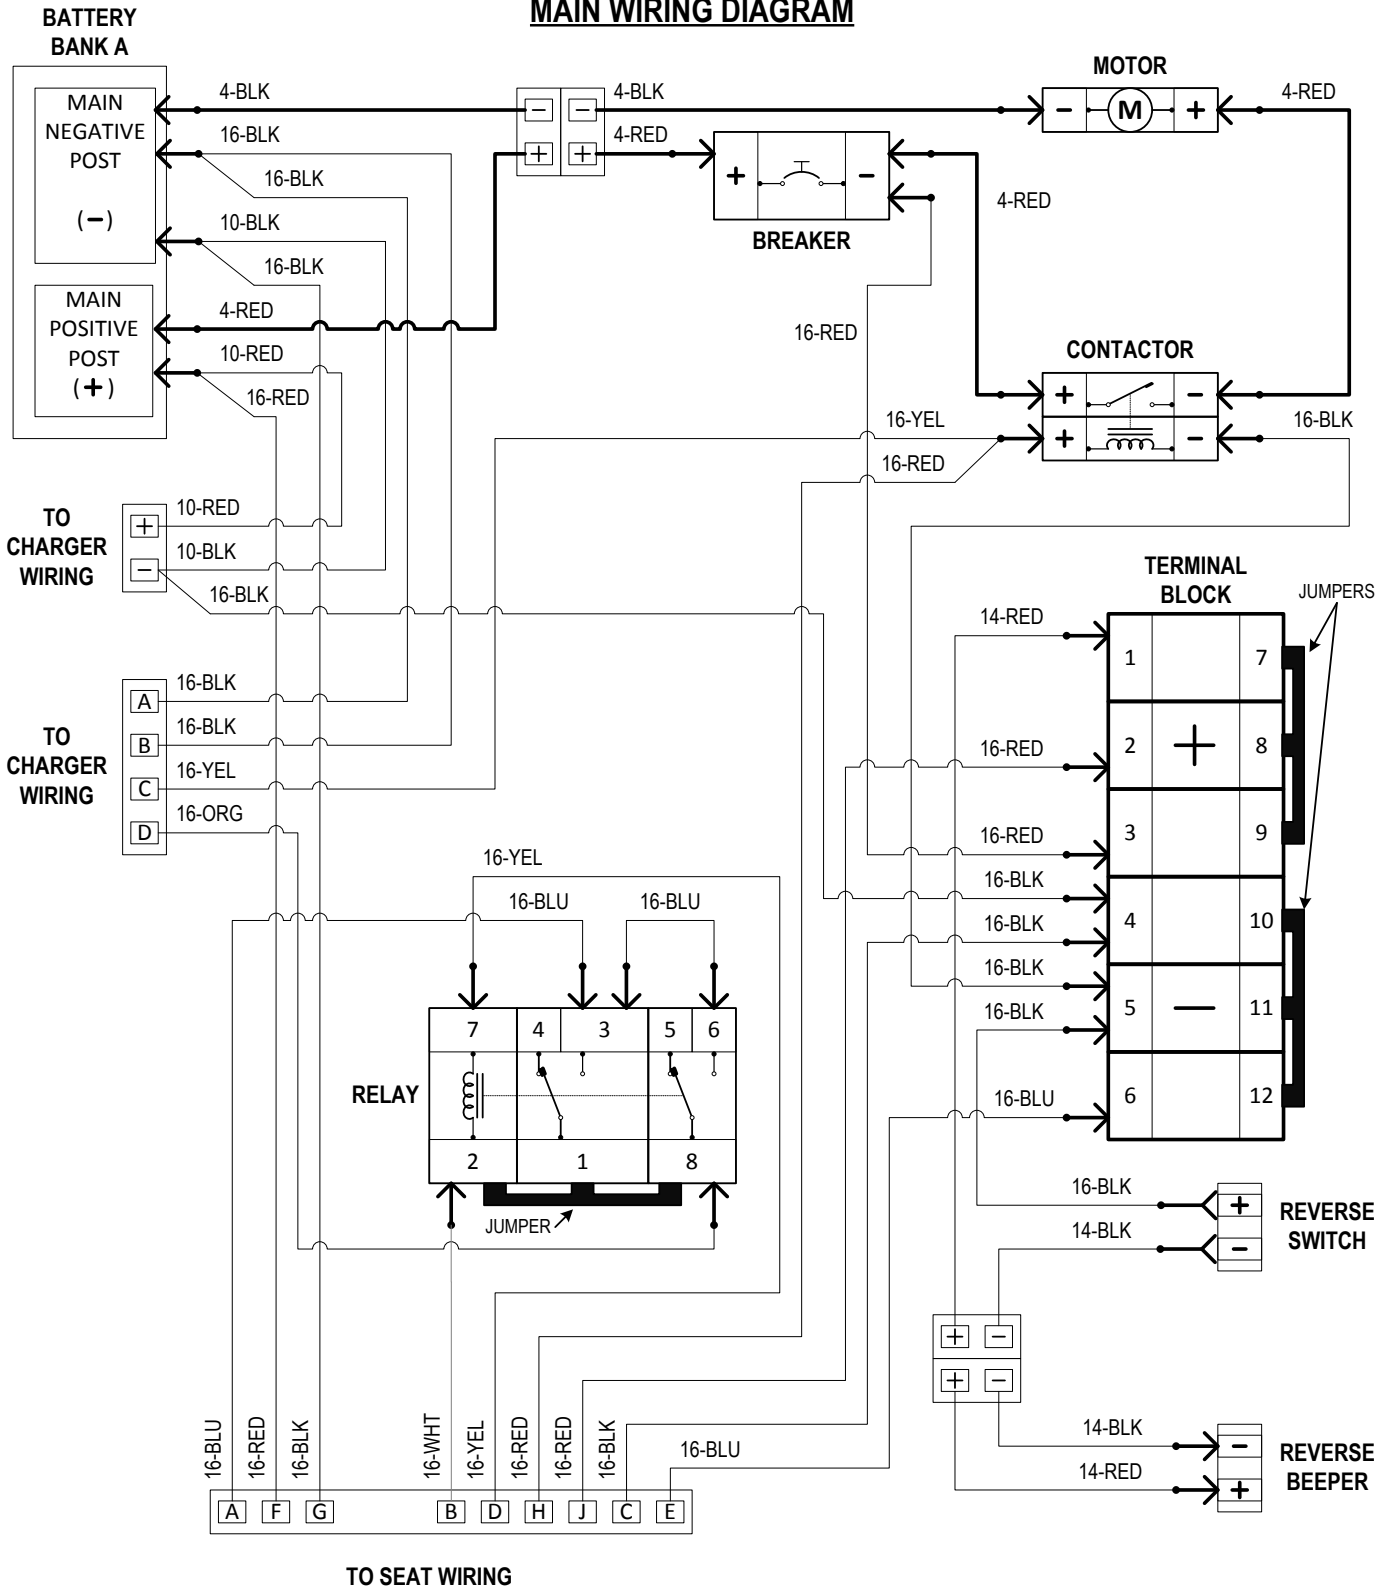 MAIN WIRING DIAGRAM
BATTERY
BANK A
MAIN
NEGATIVE
POST
(−)
MAIN
POSITIVE
POST
(+)
4-BLK
16-BLK
16-BLK
10-BLK
16-BLK
4-RED
10-RED
16-RED
− −
+ +
4-BLK
4-RED
MOTOR
− M +
4-RED
+ −
BREAKER
4-RED
16-RED
CONTACTOR
+ −
+ −
16-YEL
16-RED
16-BLK
TO
CHARGER
WIRING
+
−
10-RED
10-BLK
16-BLK
TO
CHARGER
WIRING
A
B
C
D
16-BLK
16-BLK
16-YEL
16-ORG
TERMINAL
BLOCK
JUMPERS
14-RED
16-RED
16-RED
16-BLK
16-BLK
16-BLK
16-BLK
16-BLU
1 7
2 + 8
3 9
4 10
5 — 11
6 12
16-YEL
16-BLU
16-BLU
RELAY
7 4 3 5 6
2 1 8
JUMPER
16-BLK
14-BLK
+
−
REVERSE
SWITCH
+ −
+ −
14-BLK
14-RED
−
+
REVERSE
BEEPER
16-BLU
16-RED
16-BLK
16-WHT
16-YEL
16-RED
16-RED
16-BLK
16-BLU
A F G B D H J C E
TO SEAT WIRING